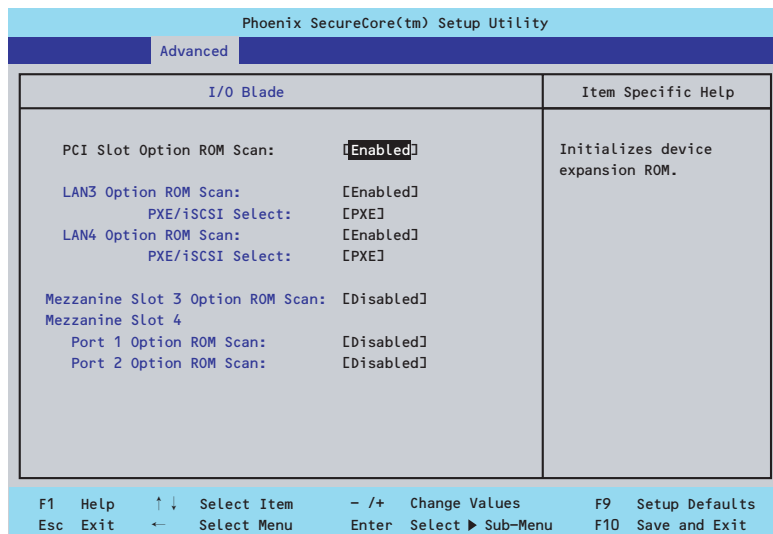 Phoenix SecureCore(tm) Setup Utility
Advanced
I/O Blade
Item Specific Help
PCI Slot Option ROM Scan: [Enabled]
Initializes device
expansion ROM.
LAN3 Option ROM Scan: [Enabled]
PXE/iSCSI Select: [PXE]
LAN4 Option ROM Scan: [Enabled]
PXE/iSCSI Select: [PXE]
Mezzanine Slot 3 Option ROM Scan: [Disabled]
Mezzanine Slot 4
Port 1 Option ROM Scan: [Disabled]
Port 2 Option ROM Scan: [Disabled]
F1 Help ↑↓ Select Item - /+ Change Values F9 Setup Defaults
Esc Exit ← Select Menu Enter Select ▶ Sub-Menu F10 Save and Exit